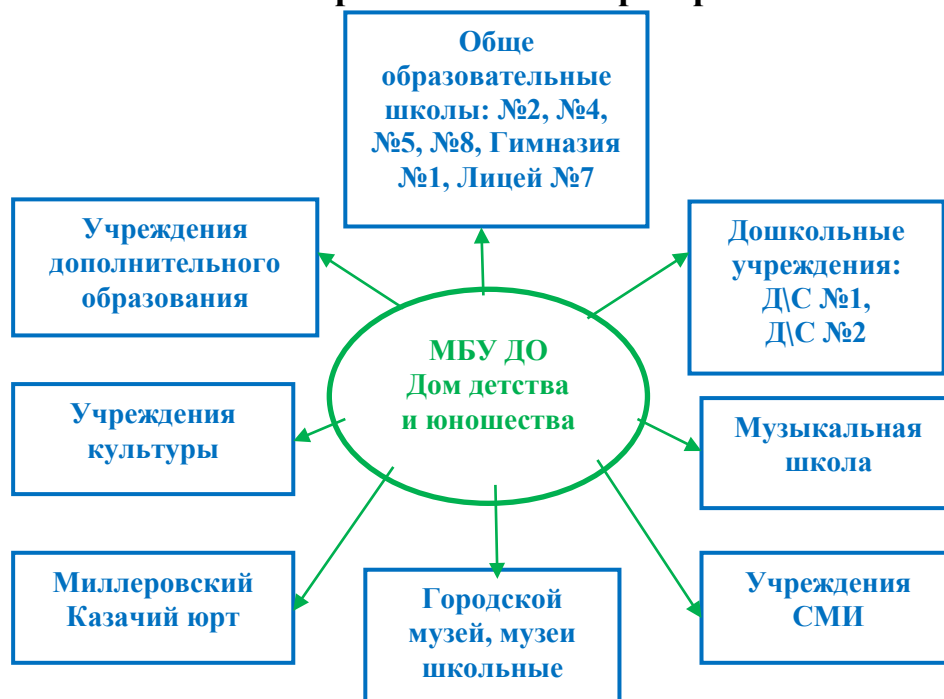 Обще
образовательные
школы: №2, №4,
№5, №8, Гимназия
№1, Лицей №7
Учреждения
дополнительного
образования
Дошкольные
учреждения:
Д\С №1,
Д\С №2
МБУ ДО
Дом детства
и юношества
Учреждения
культуры
Музыкальная
школа
Миллеровский
Казачий юрт
Городской
музей, музеи
школьные
Учреждения
СМИ